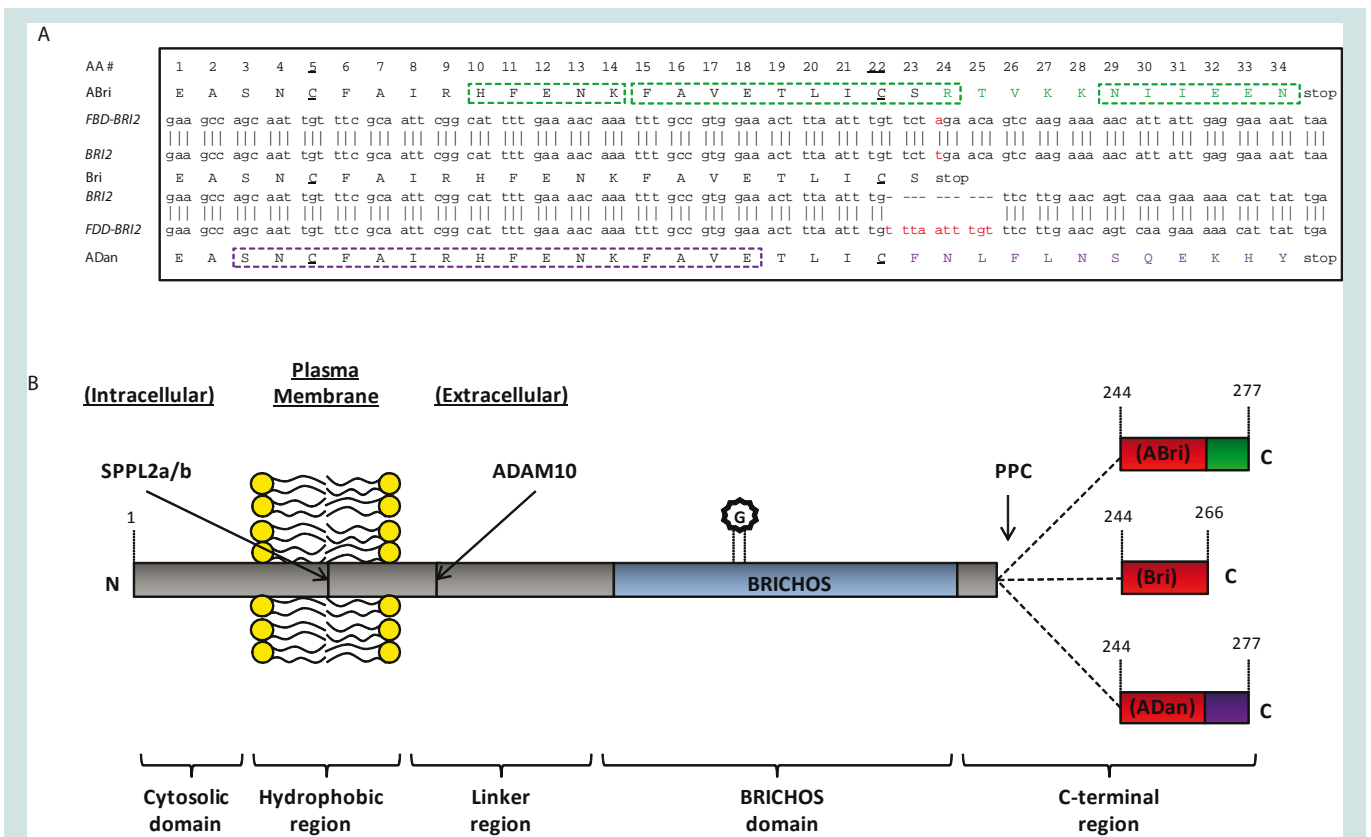 A
AA # 1 2 3 4 5 6 7 8 9 10 11 12 13 14 15 16 17 18 19 20 21 22 23 24 25 26 27 28 29 30 31 32 33 34
ABri E A S N C F A I R H F E N K F A V E T L I C S R T V K K N I I E E N stop
FBD-BRI2 gaa gcc agc aat tgt ttc gca att cgg cat ttt gaa aac aaa ttt gcc gtg gaa act tta att tgt tct aga aca gtc aag aaa aac att att gag gaa aat taa
BRI2 gaa gcc agc aat tgt ttc gca att cgg cat ttt gaa aac aaa ttt gcc gtg gaa act tta att tgt tct tga aca gtc aag aaa aac att att gag gaa aat taa
Bri E A S N C F A I R H F E N K F A V E T L I C S stop
BRI2 gaa gcc agc aat tgt ttc gca att cgg cat ttt gaa aac aaa ttt gcc gtg gaa act tta att tg- --- --- --- ttc ttg aac agt caa gaa aaa cat tat tga
FDD-BRI2 gaa gcc agc aat tgt ttc gca att cgg cat ttt gaa aac aaa ttt gcc gtg gaa act tta att tgt tta att tgt ttc ttg aac agt caa gaa aaa cat tat tga
ADan E A S N C F A I R H F E N K F A V E T L I C F N L F L N S Q E K H Y stop
B
(Intracellular) Plasma Membrane (Extracellular)
SPPL2a/b ADAM10 PPC
244 277
(ABri) C
1
G
244 266
N BRICHOS (Bri) C
244 277
(ADan) C
Cytosolic Hydrophobic Linker BRICHOS C-terminal
domain region region domain region